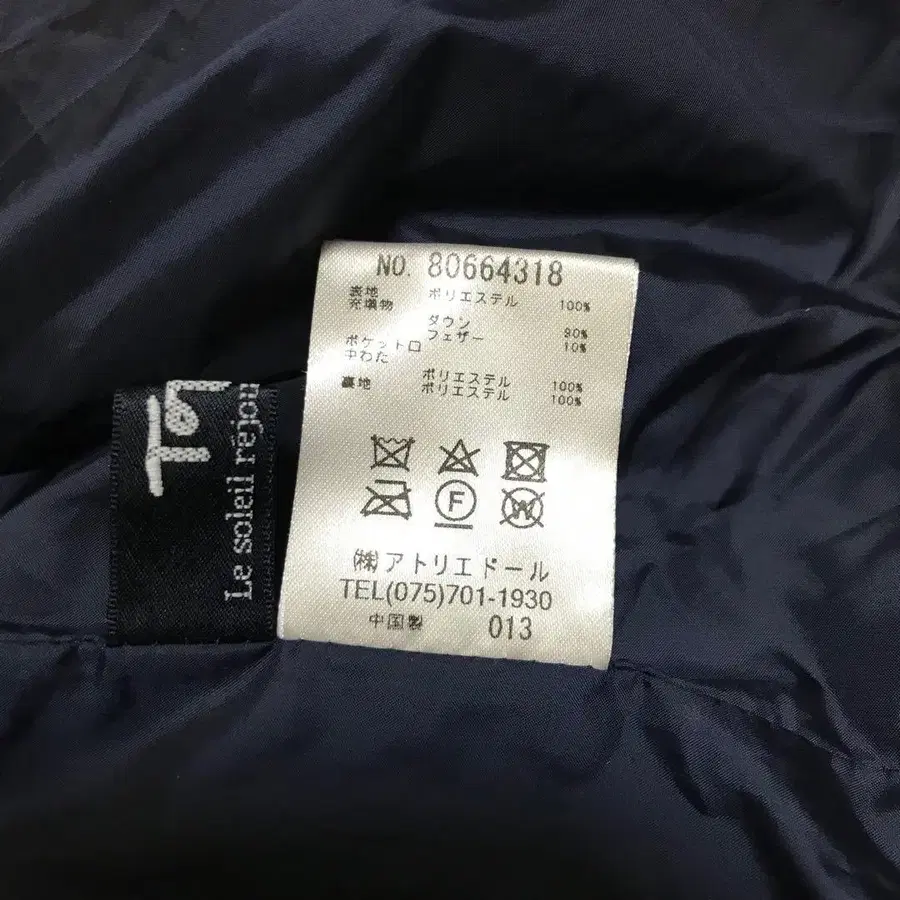 NO. 80664318
表地 ポリエステル 100%
充填物
ダウン 90%
フェザー 10%
ポケット口
中わた
ポリエステル 100%
裏地 ポリエステル 100%
F
W
(株)アトリエドール
TEL(075)701-1930
中国製 013
Le soleil réjou